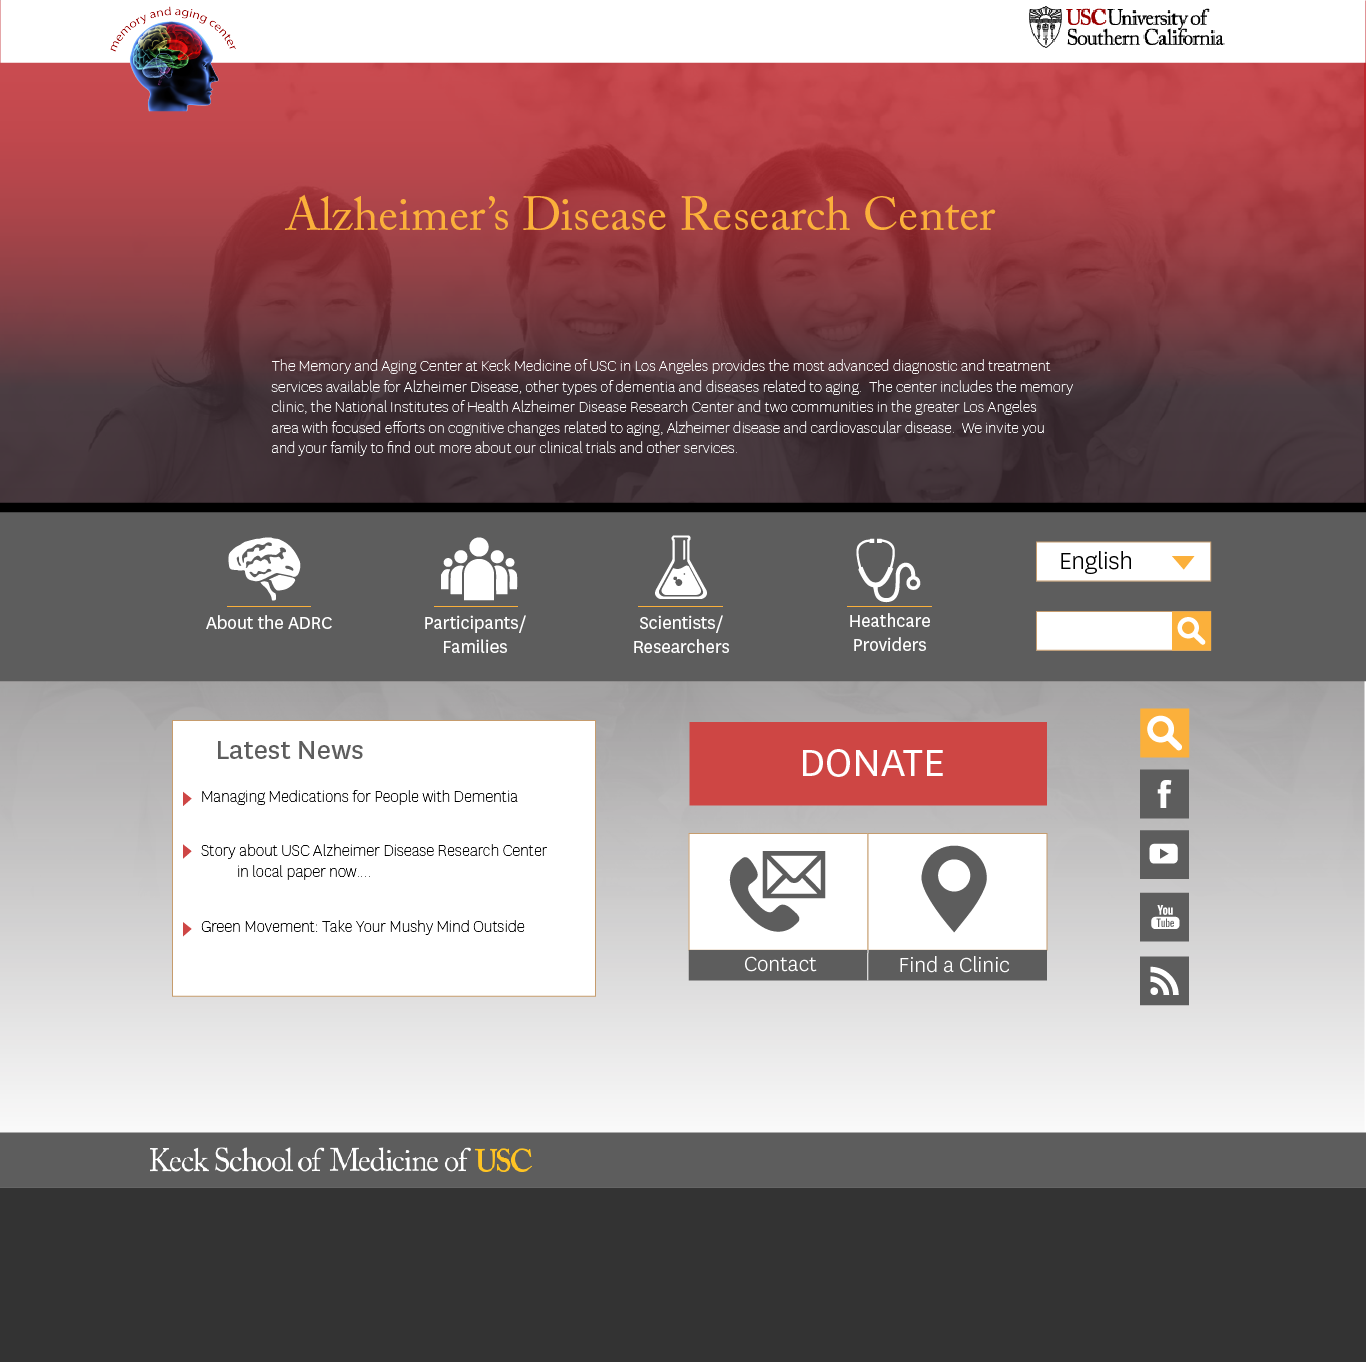 memory and aging center
USC University of
Southern California
Alzheimer’s Disease Research Center
The Memory and Aging Center at Keck Medicine of USC in Los Angeles provides the most advanced diagnostic and treatment
services available for Alzheimer Disease, other types of dementia and diseases related to aging.  The center includes the memory
clinic, the National Institutes of Health Alzheimer Disease Research Center and two communities in the greater Los Angeles
area with focused efforts on cognitive changes related to aging, Alzheimer disease and cardiovascular disease.  We invite you
and your family to find out more about our clinical trials and other services.
About the ADRC
Participants/
Families
Scientists/
Researchers
Heathcare
Providers
English
Latest News
Managing Medications for People with Dementia
Story about USC Alzheimer Disease Research Center
in local paper now....
Green Movement: Take Your Mushy Mind Outside
DONATE
Contact
Find a Clinic
f
You
Tube
Keck School of Medicine of USC